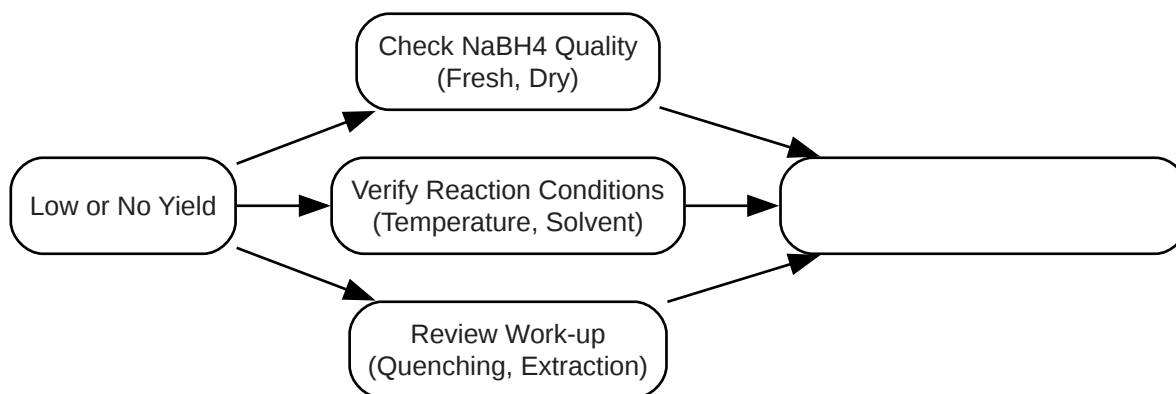 Check NaBH4 Quality
(Fresh, Dry)
Low or No Yield
Verify Reaction Conditions
(Temperature, Solvent)
Review Work-up
(Quenching, Extraction)